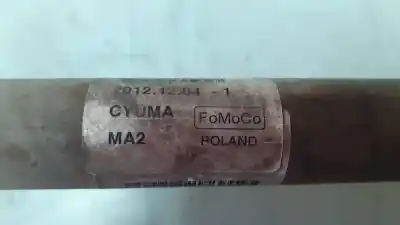 2012.12.04 - 1
CYUMA FoMoCo
MA2 POLAND